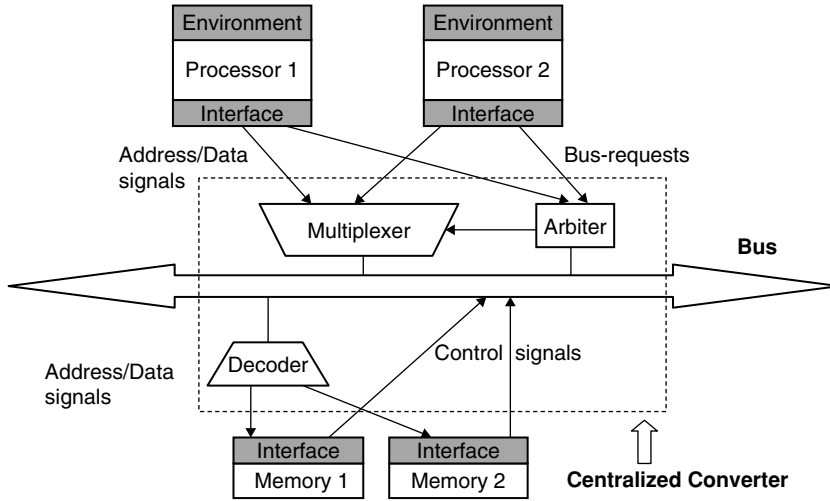 Environment
Environment
Processor 1
Processor 2
Interface
Interface
Address/Data
signals
Bus-requests
Multiplexer
Arbiter
Bus
Decoder
Control signals
Address/Data
signals
Interface
Interface
Memory 1
Memory 2
Centralized Converter